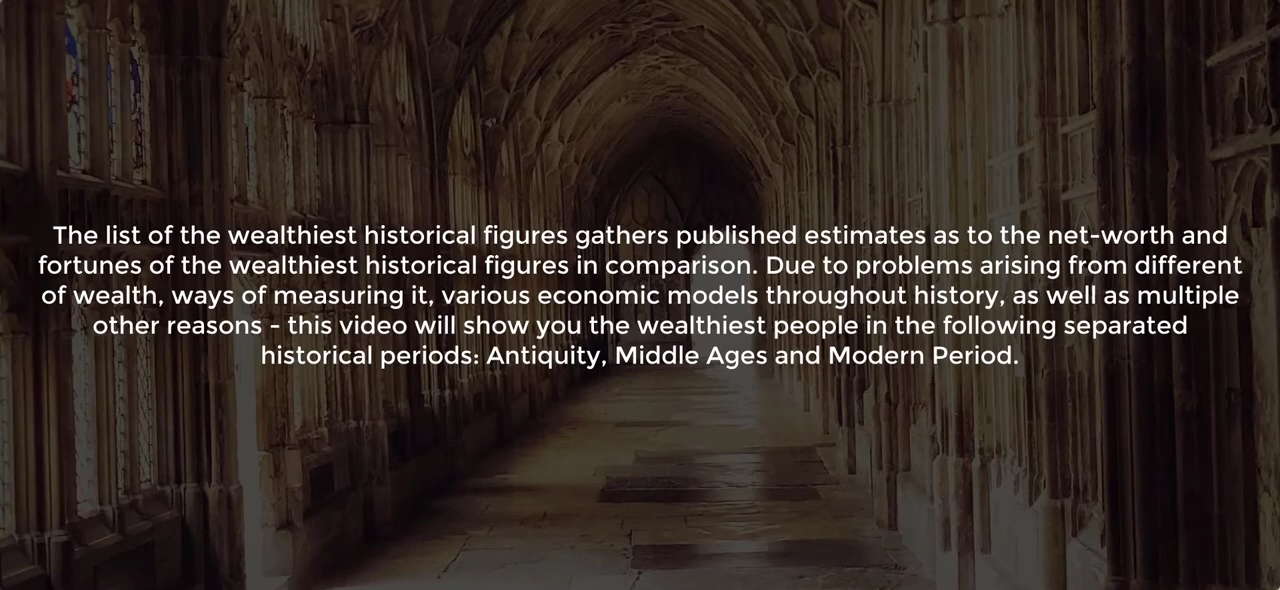 The list of the wealthiest historical figures gathers published estimates as to the net-worth and
fortunes of the wealthiest historical figures in comparison. Due to problems arising from different
of wealth, ways of measuring it, various economic models throughout history, as well as multiple
other reasons - this video will show you the wealthiest people in the following separated
historical periods: Antiquity, Middle Ages and Modern Period.